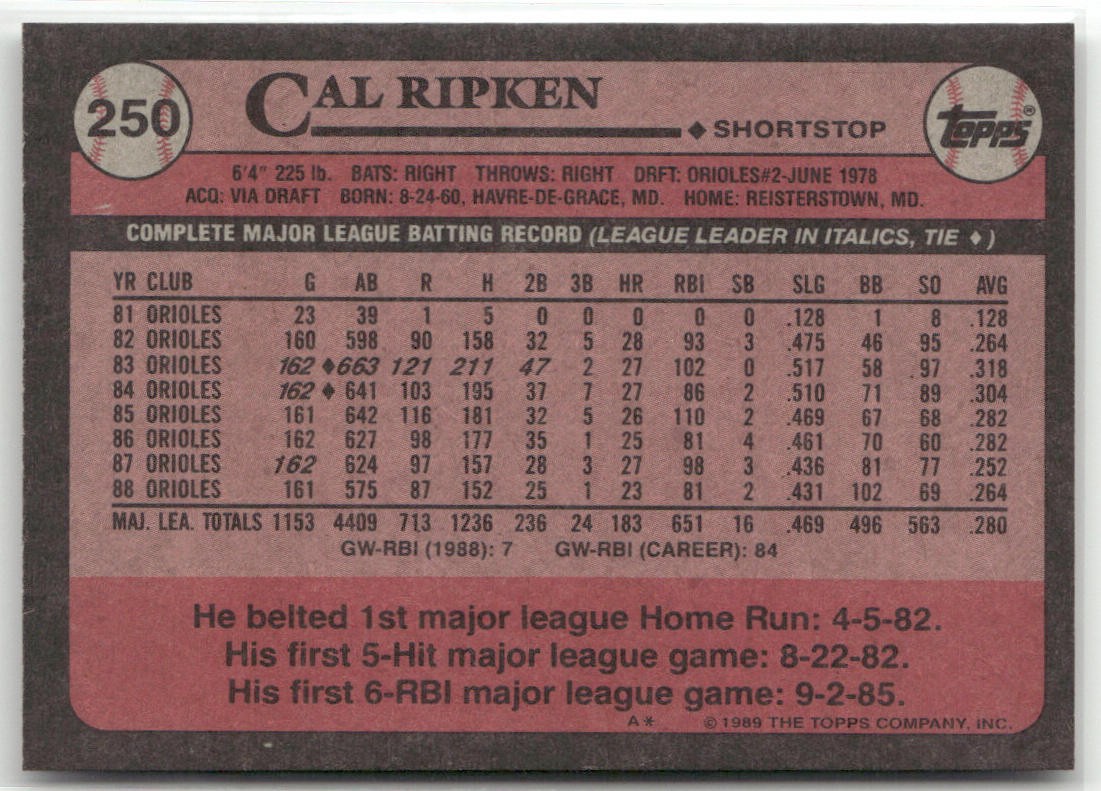 250
CAL RIPKEN
◆ SHORTSTOP
topps®
6'4" 225 lb. BATS: RIGHT THROWS: RIGHT DRFT: ORIOLES#2-JUNE 1978
ACQ: VIA DRAFT BORN: 8-24-60, HAVRE-DE-GRACE, MD. HOME: REISTERSTOWN, MD.
COMPLETE MAJOR LEAGUE BATTING RECORD (LEAGUE LEADER IN ITALICS, TIE ♦)
YR CLUB G AB R H 2B 3B HR RBI SB SLG BB SO AVG
81 ORIOLES 23 39 1 5 0 0 0 0 0 .128 1 8 .128
82 ORIOLES 160 598 90 158 32 5 28 93 3 .475 46 95 .264
83 ORIOLES 162 ♦663 121 211 47 2 27 102 0 .517 58 97 .318
84 ORIOLES 162 ♦ 641 103 195 37 7 27 86 2 .510 71 89 .304
85 ORIOLES 161 642 116 181 32 5 26 110 2 .469 67 68 .282
86 ORIOLES 162 627 98 177 35 1 25 81 4 .461 70 60 .282
87 ORIOLES 162 624 97 157 28 3 27 98 3 .436 81 77 .252
88 ORIOLES 161 575 87 152 25 1 23 81 2 .431 102 69 .264
MAJ. LEA. TOTALS 1153 4409 713 1236 236 24 183 651 16 .469 496 563 .280
GW-RBI (1988): 7 GW-RBI (CAREER): 84
He belted 1st major league Home Run: 4-5-82.
His first 5-Hit major league game: 8-22-82.
His first 6-RBI major league game: 9-2-85.
A* © 1989 THE TOPPS COMPANY, INC.